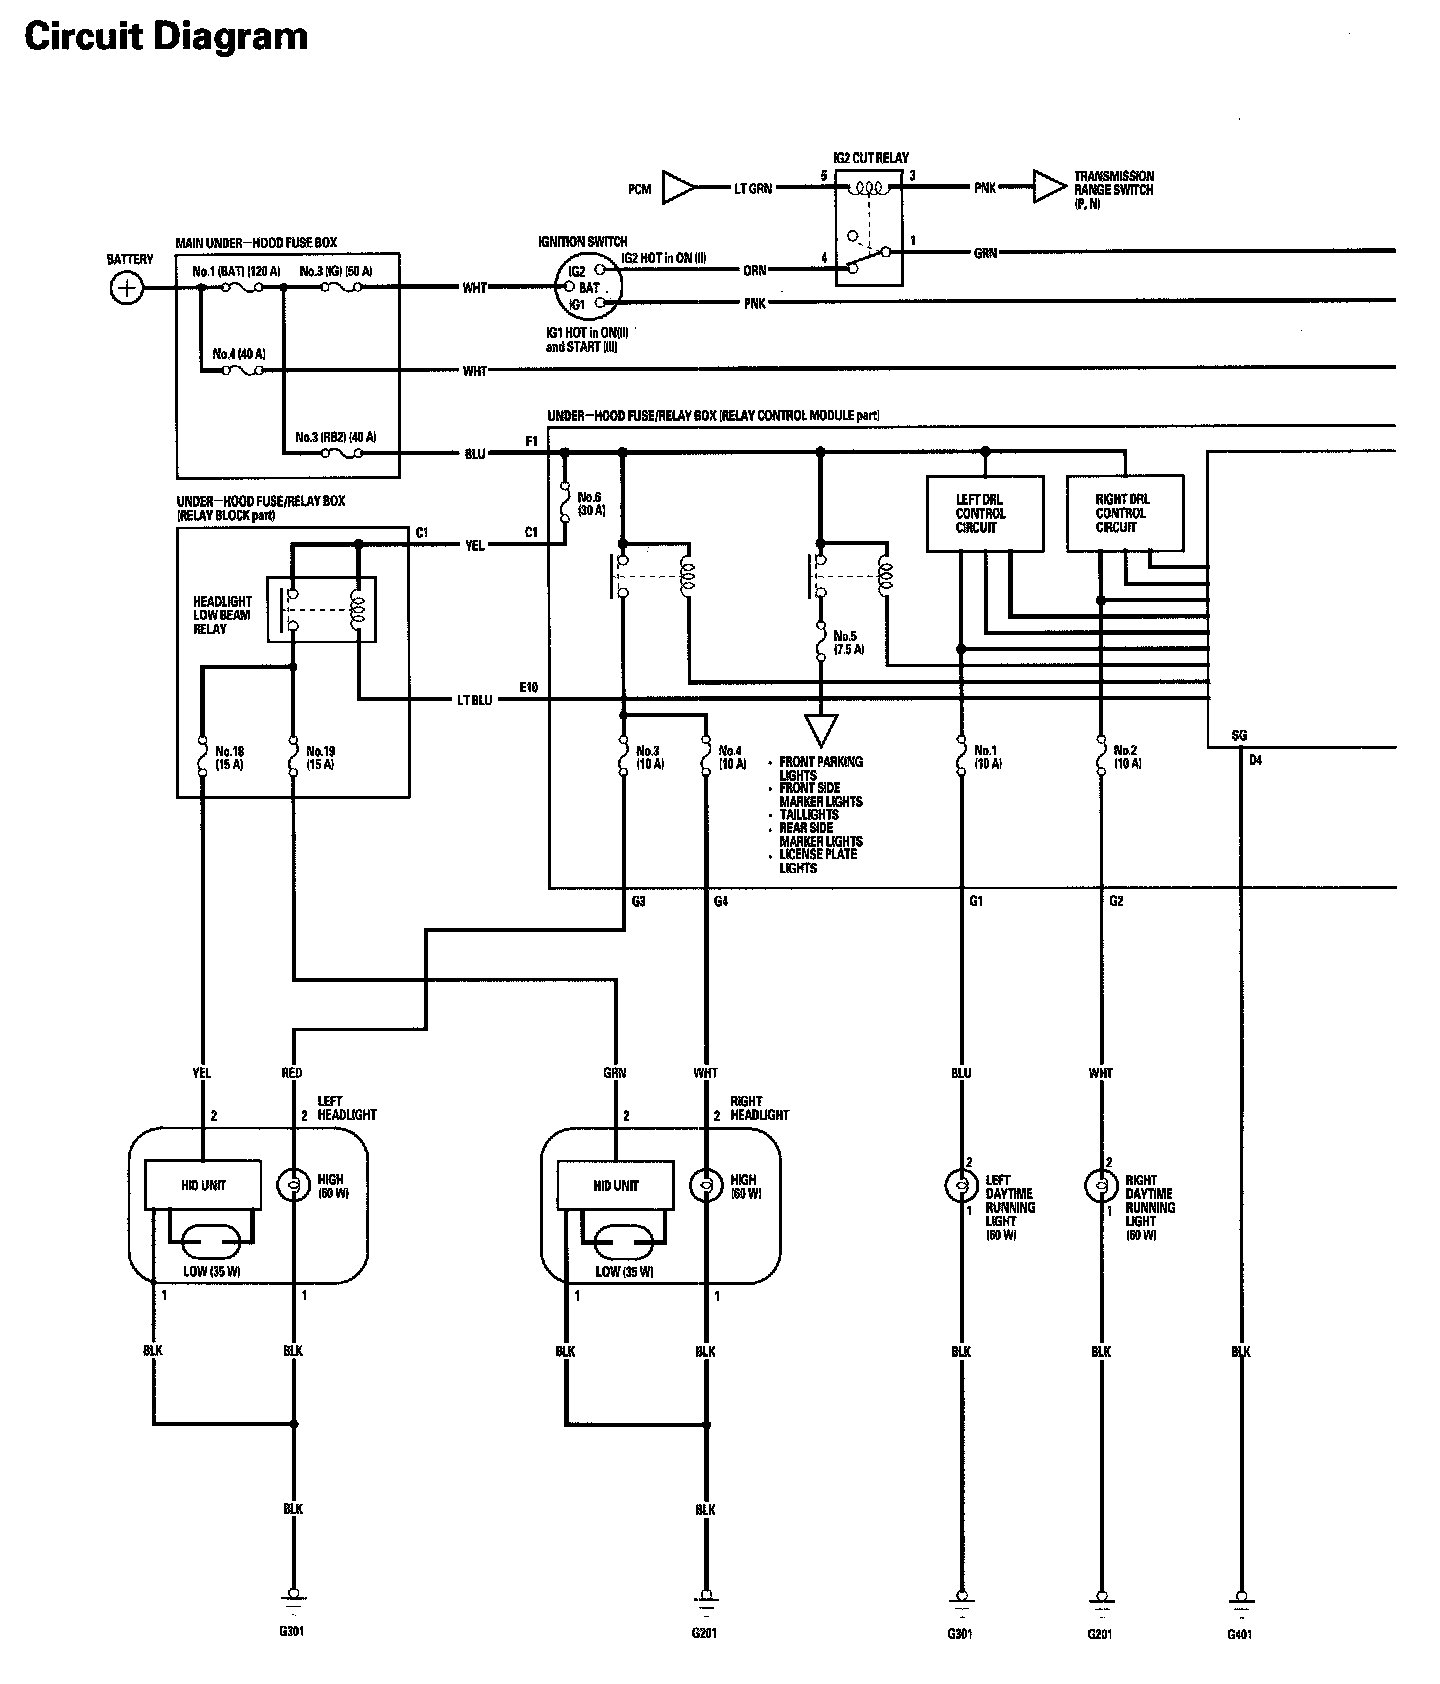 Circuit Diagram
IG2 CUT RELAY
PCM
LT GRN
5
3
PNK
TRANSMISSION
RANGE SWITCH
(P, N)
MAIN UNDER-HOOD FUSE BOX
IGNITION SWITCH
1
BATTERY
No.1 (BAT) (120 A)
No.3 (IG) (50 A)
IG2 HOT in ON (II)
4
GRN
IG2
ORN
WHT
BAT
IG1
PNK
IG1 HOT in ON(II)
and START (III)
No.4 (40 A)
WHT
UNDER-HOOD FUSE/RELAY BOX (RELAY CONTROL MODULE part)
No.3 (RB2) (40 A)
BLU
F1
UNDER-HOOD FUSE/RELAY BOX
(RELAY BLOCK part)
No.6
(30 A)
LEFT DRL
CONTROL
CIRCUIT
RIGHT DRL
CONTROL
CIRCUIT
C1
YEL
C1
HEADLIGHT
LOW BEAM
RELAY
No.5
(7.5 A)
LT BLU
E10
SG
D4
No.18
(15 A)
No.19
(15 A)
No.3
(10 A)
No.4
(10 A)
No.1
(10 A)
No.2
(10 A)
• FRONT PARKING
LIGHTS
• FRONT SIDE
MARKER LIGHTS
• TAILLIGHTS
• REAR SIDE
MARKER LIGHTS
• LICENSE PLATE
LIGHTS
G3
G4
G1
G2
YEL
RED
GRN
WHT
BLU
WHT
2
2
LEFT
HEADLIGHT
2
2
RIGHT
HEADLIGHT
HID UNIT
HIGH
(60 W)
LOW (35 W)
HID UNIT
HIGH
(60 W)
LOW (35 W)
2
LEFT
DAYTIME
RUNNING
LIGHT
(60 W)
1
2
RIGHT
DAYTIME
RUNNING
LIGHT
(60 W)
1
1
1
1
1
BLK
BLK
BLK
BLK
BLK
BLK
BLK
BLK
BLK
G301
G201
G301
G201
G401